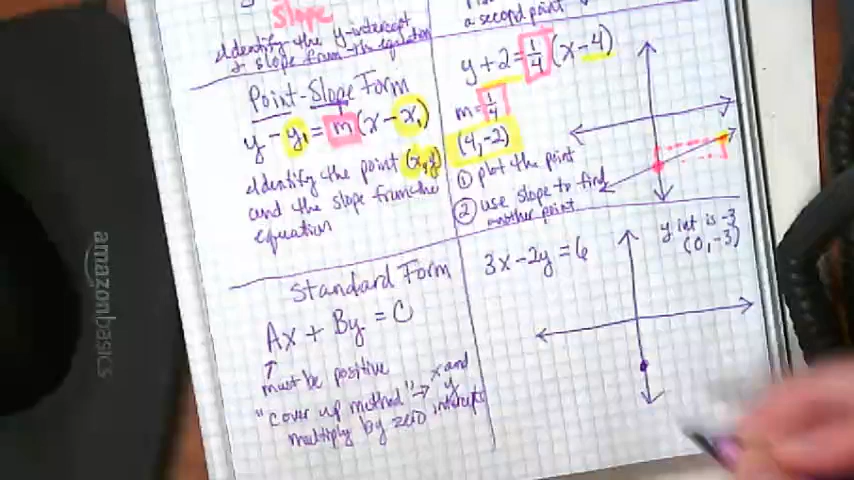 Slope
Identify the y-intercept
+ slope from the equation
a second point
Point-Slope Form
y - y₁ = m(x - x₁)
Identify the point (x, y)
and the slope from the
equation
y + 2 = 1/4 (x - 4)
m = 1/4
(4, -2)
① plot the point
② use slope to find
another point
Standard Form
Ax + By = C
↑
must be positive
"cover up method" → x and y
multiply by zero intercepts
3x - 2y = 6
y int is -3
(0, -3)
amazonbasics